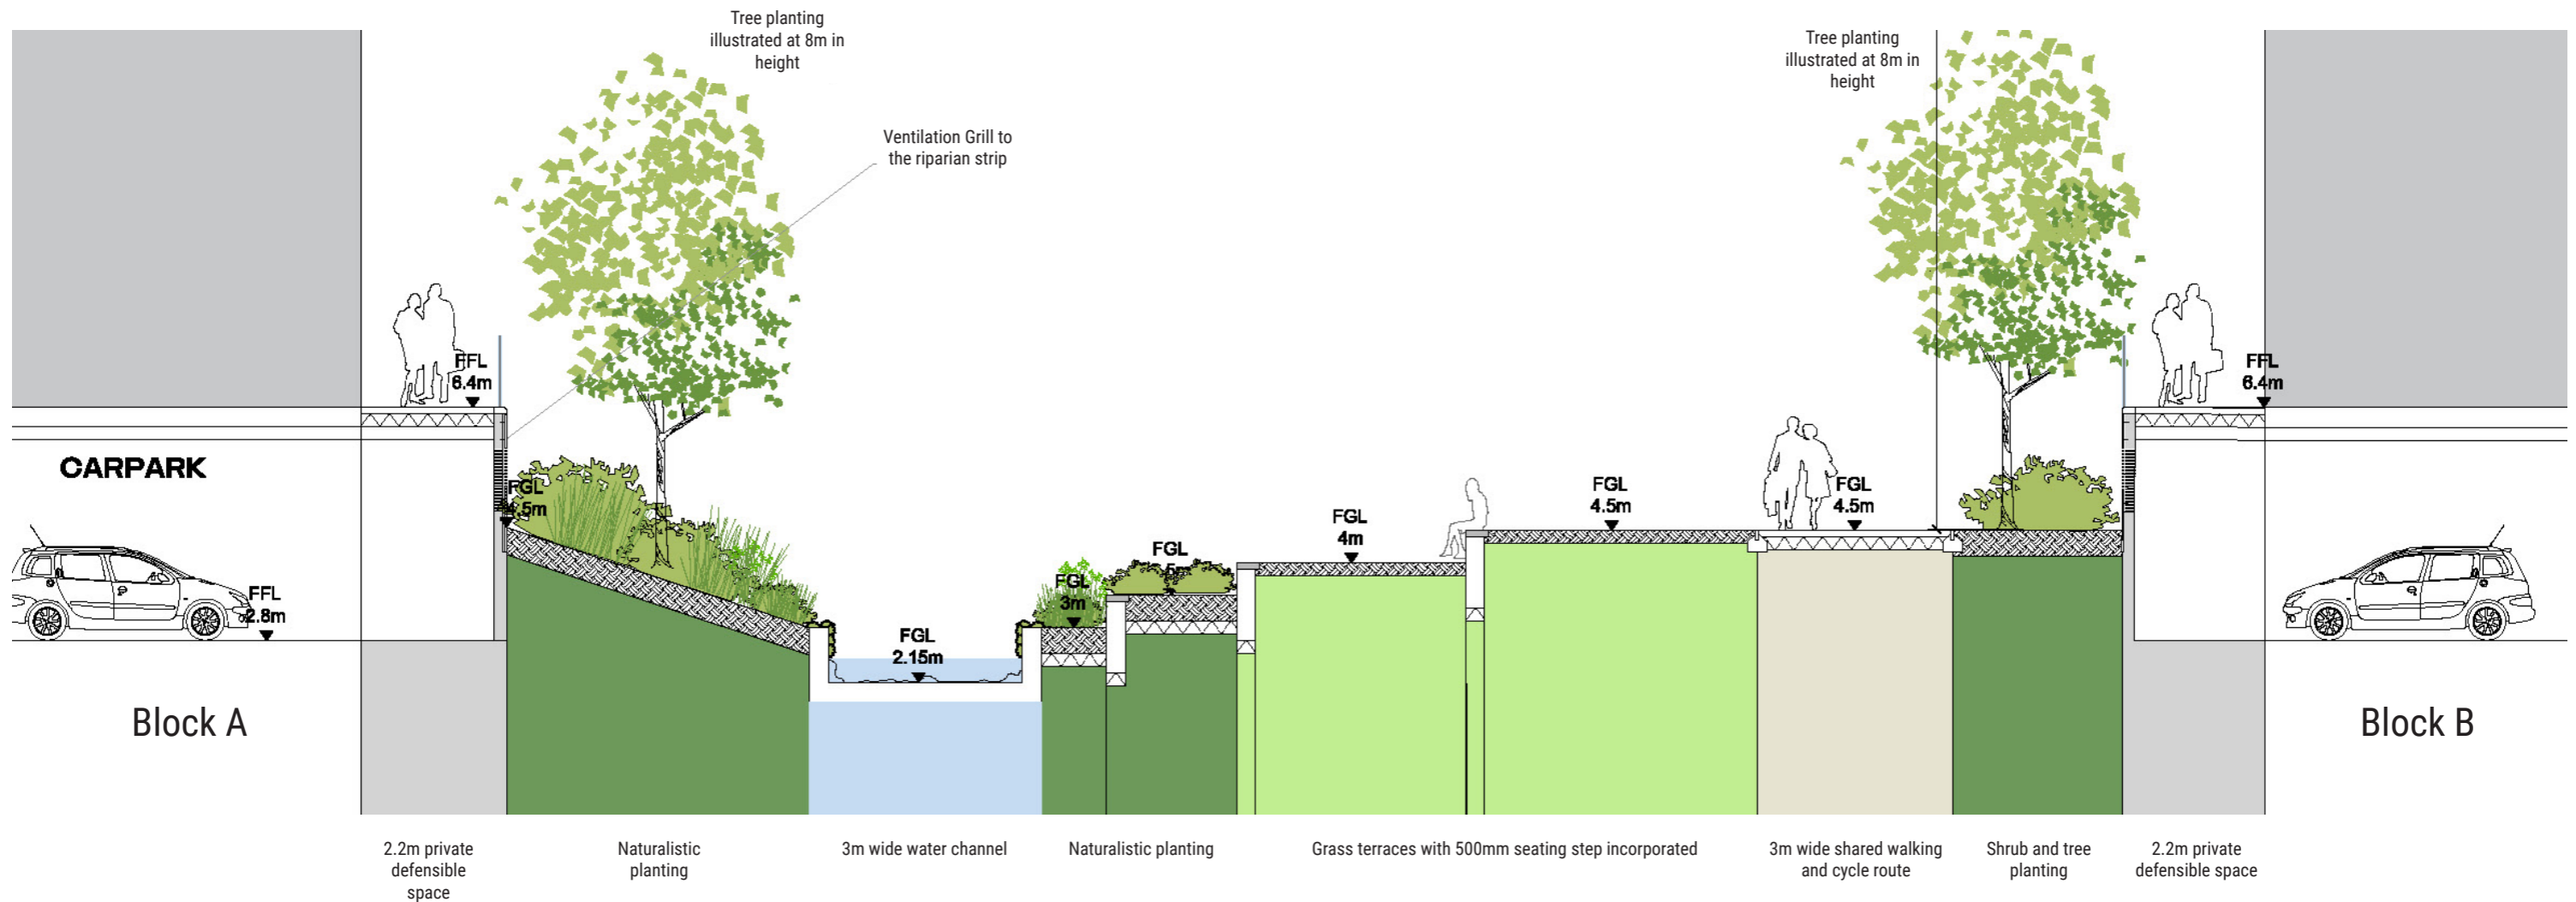 Tree planting
illustrated at 8m in
height
Tree planting
illustrated at 8m in
height
Ventilation Grill to
the riparian strip
FFL
6.4m
FFL
6.4m
CARPARK
FGL
4.5m
FGL
4.5m
FGL
4.5m
FGL
4m
FGL
FGL
3m
FFL
2.8m
FGL
2.15m
Block A
Block B
2.2m private
defensible
space
Naturalistic
planting
3m wide water channel
Naturalistic planting
Grass terraces with 500mm seating step incorporated
3m wide shared walking
and cycle route
Shrub and tree
planting
2.2m private
defensible space